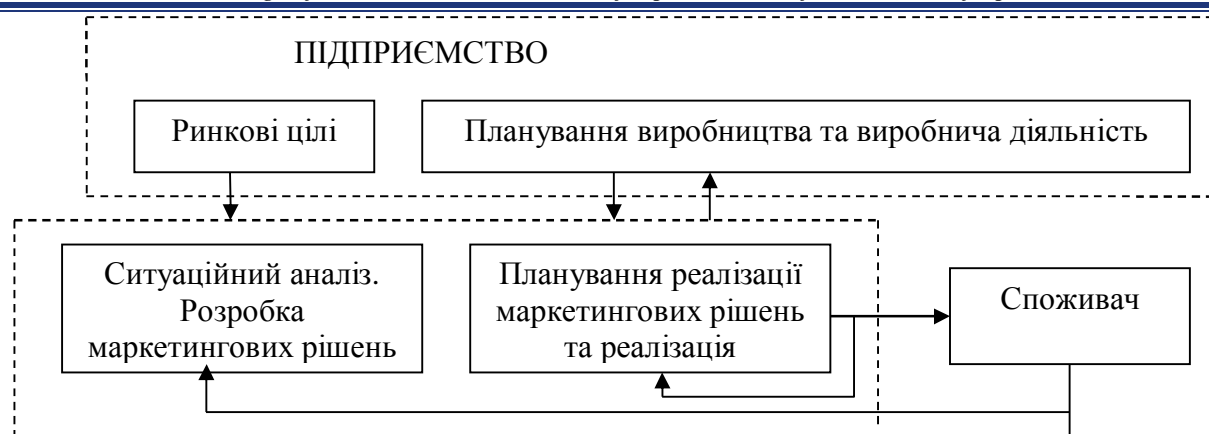 ПІДПРИЄМСТВО
Ринкові цілі
Планування виробництва та виробнича діяльність
Ситуаційний аналіз.
Розробка
маркетингових рішень
Планування реалізації
маркетингових рішень
та реалізація
Споживач